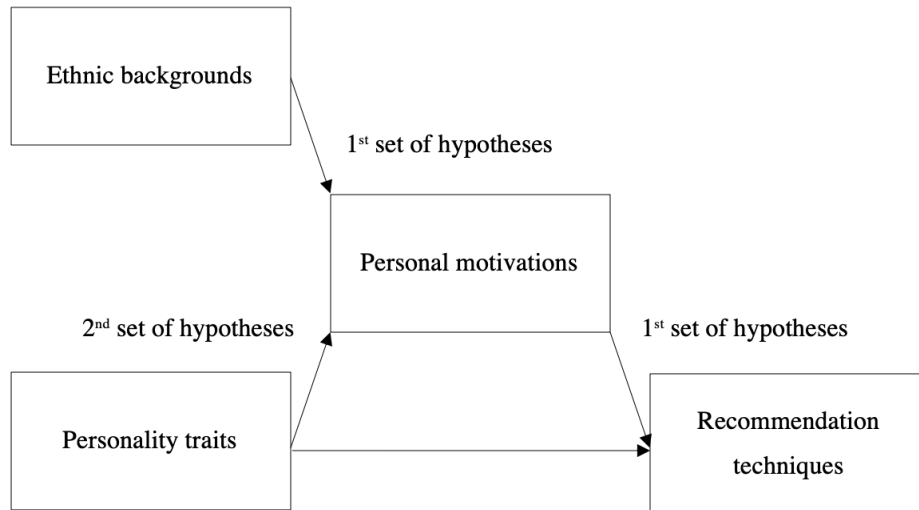 Ethnic backgrounds
1st set of hypotheses
Personal motivations
2nd set of hypotheses
1st set of hypotheses
Personality traits
Recommendation
techniques